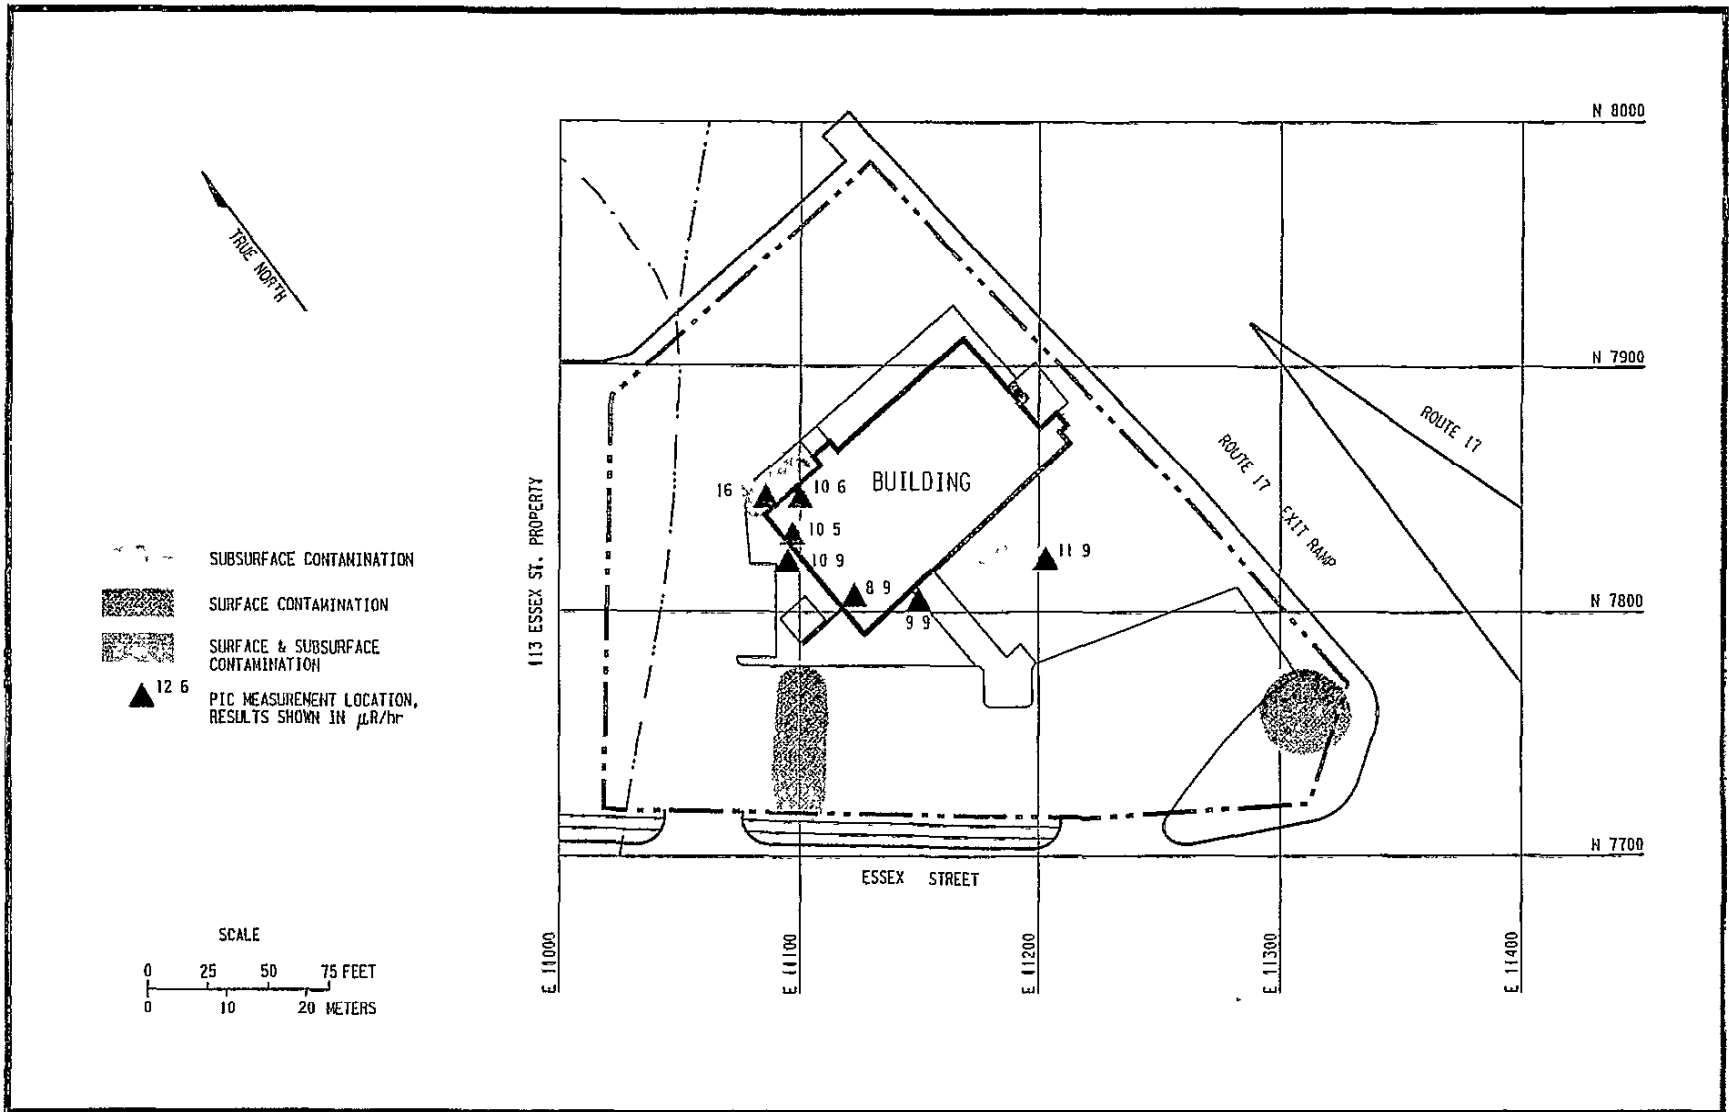 N 8000
TRUE NORTH
N 7900
ROUTE 17
ROUTE 17 EXIT RAMP
BUILDING
16
10 6
10 5
10 9
11 9
8 9
9 9
113 ESSEX ST. PROPERTY
N 7800
SUBSURFACE CONTAMINATION
SURFACE CONTAMINATION
SURFACE & SUBSURFACE
CONTAMINATION
12 6
PIC MEASUREMENT LOCATION,
RESULTS SHOWN IN μR/hr
N 7700
ESSEX STREET
E 11000
E 11100
E 11200
E 11300
E 11400
SCALE
0 25 50 75 FEET
0 10 20 METERS